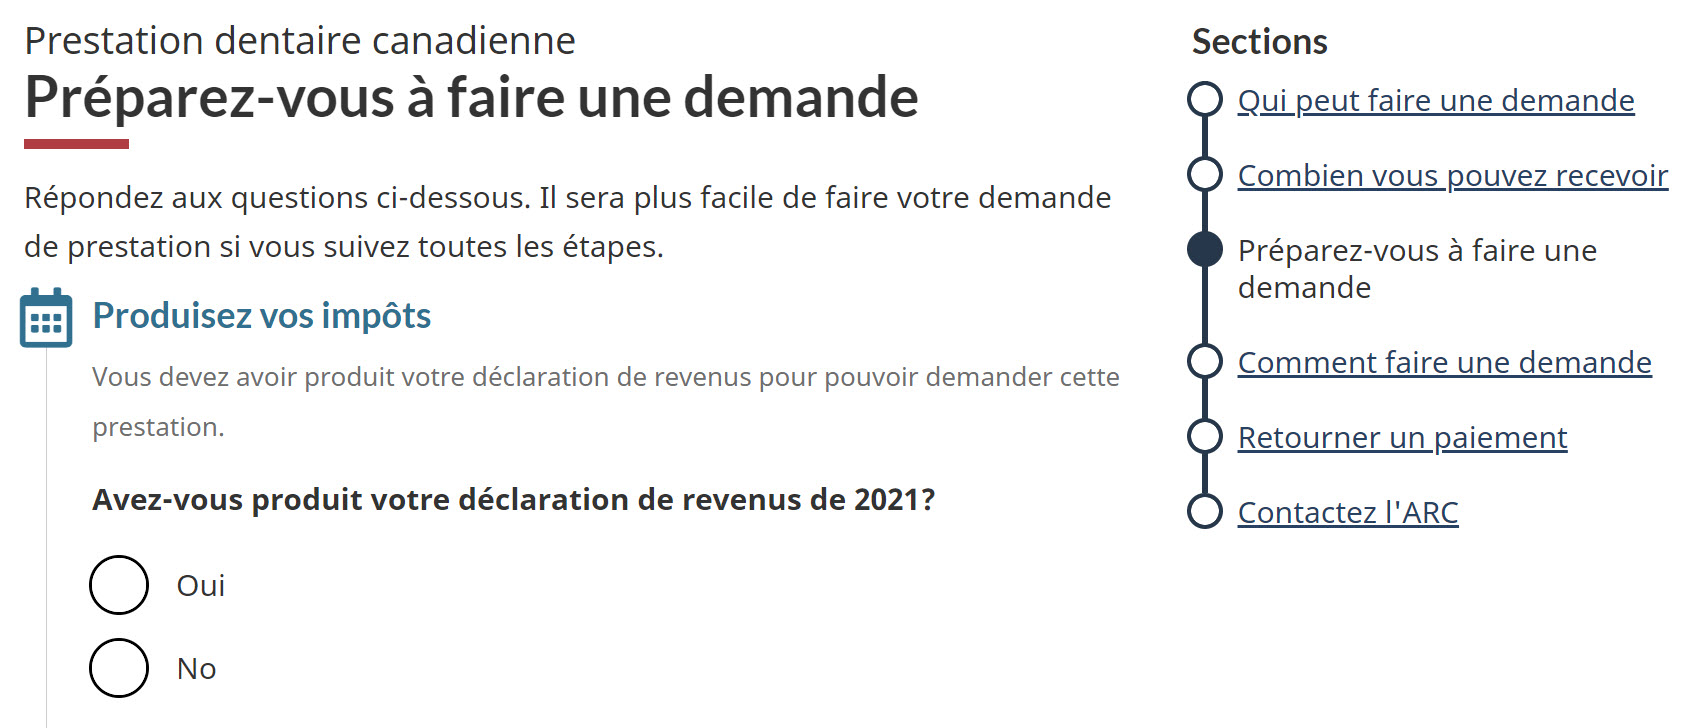 Prestation dentaire canadienne
Préparez-vous à faire une demande
Répondez aux questions ci-dessous. Il sera plus facile de faire votre demande
de prestation si vous suivez toutes les étapes.
Produisez vos impôts
Vous devez avoir produit votre déclaration de revenus pour pouvoir demander cette
prestation.
Avez-vous produit votre déclaration de revenus de 2021?
Oui
No
Sections
Qui peut faire une demande
Combien vous pouvez recevoir
Préparez-vous à faire une
demande
Comment faire une demande
Retourner un paiement
Contactez l'ARC